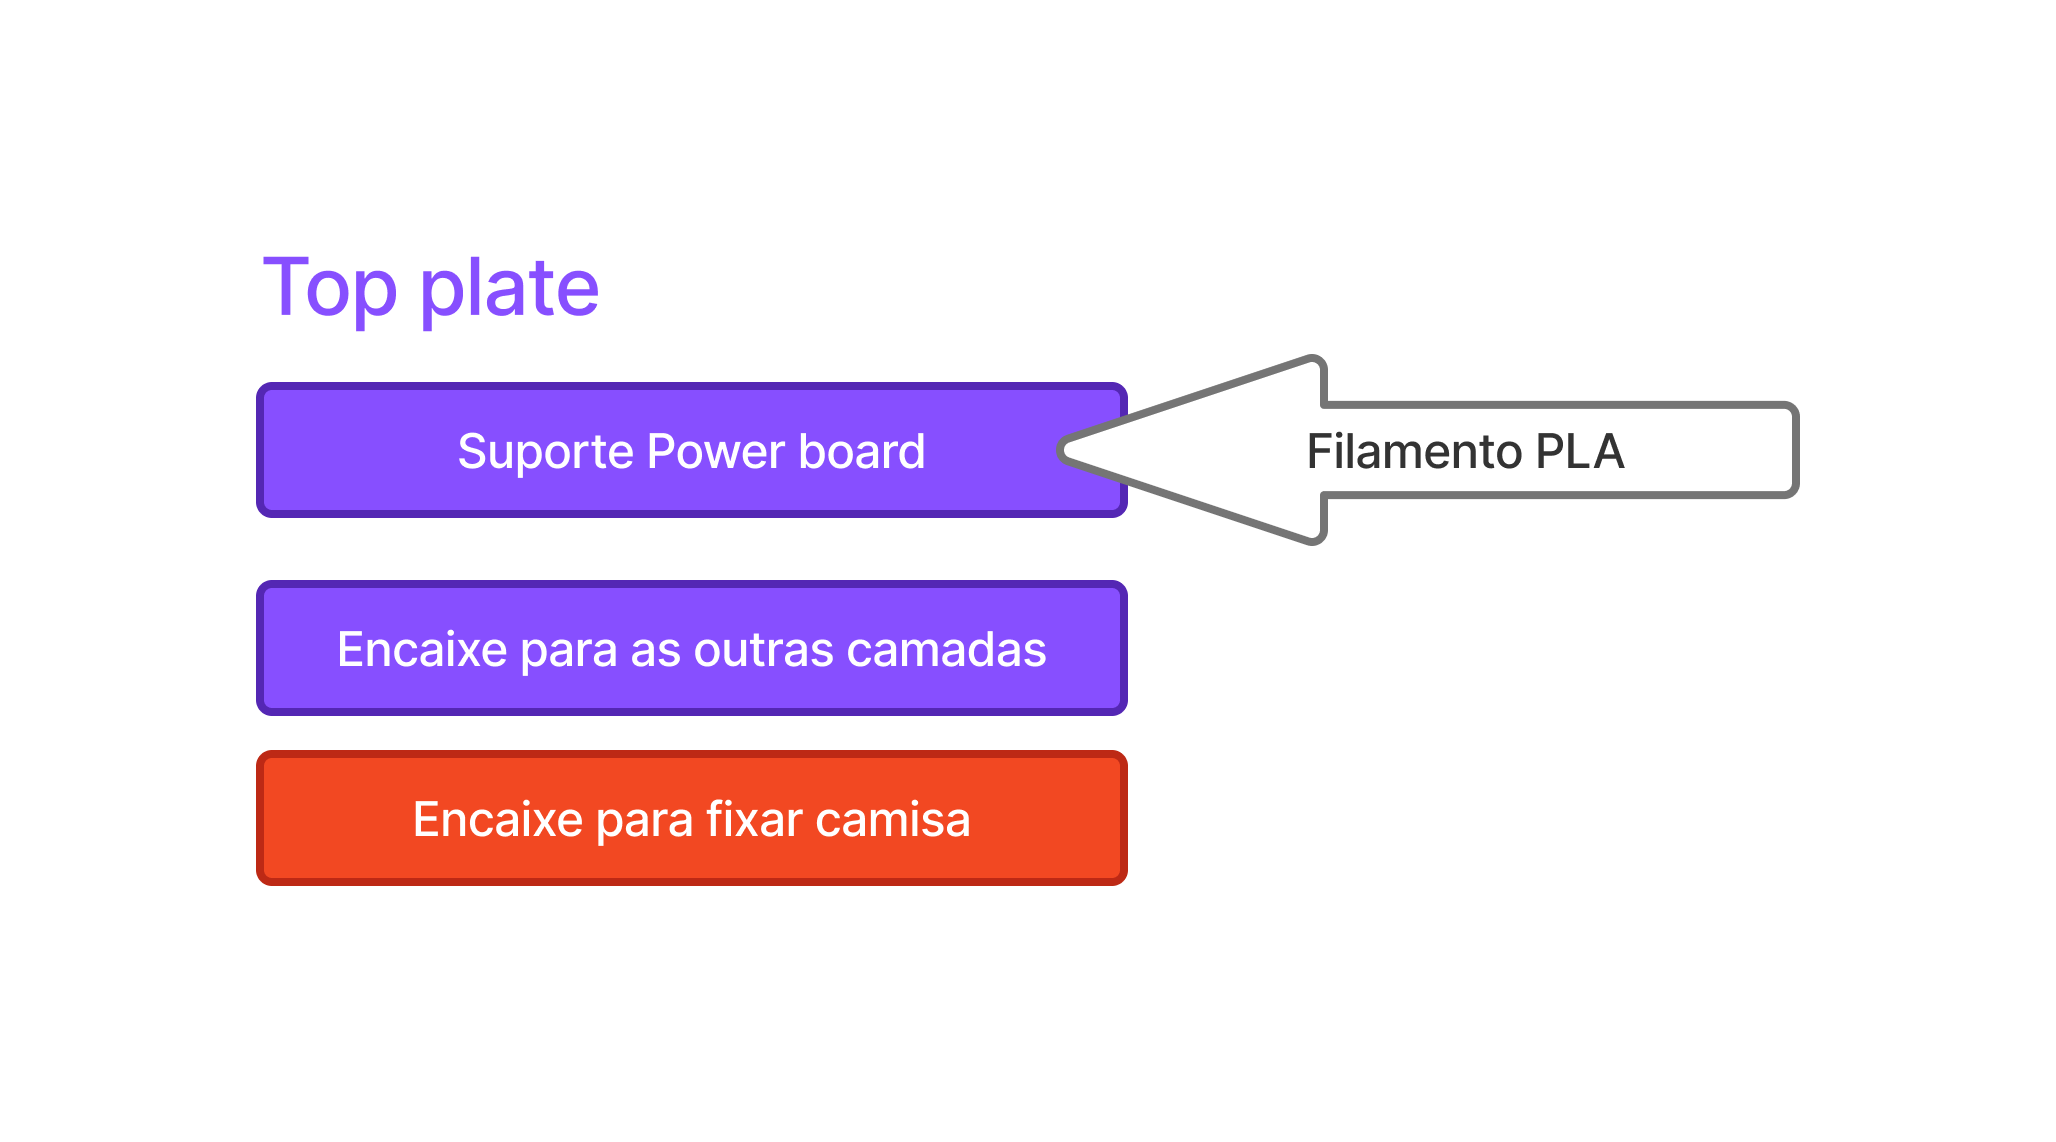 Top plate
Suporte Power board
Filamento PLA
Encaixe para as outras camadas
Encaixe para fixar camisa